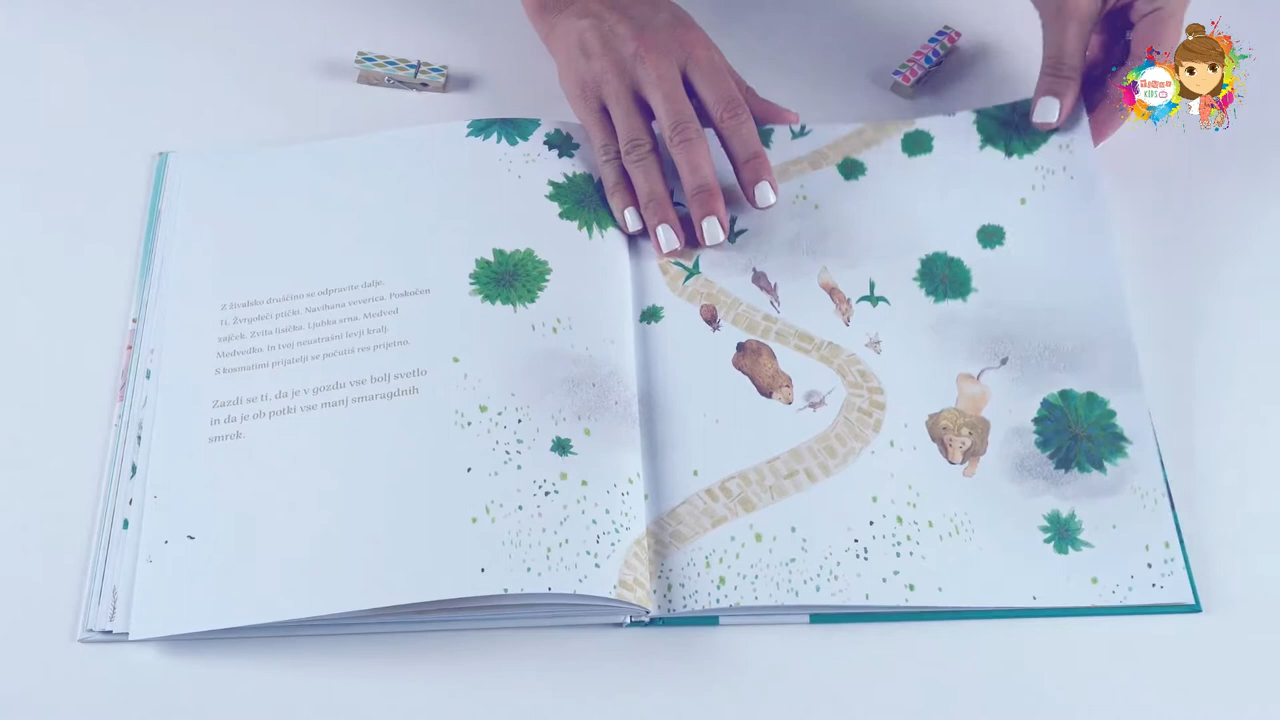 Z živalsko druščino se odpravite dalje.
Ti. Žvrgoleči ptički. Navihana veverica. Poskočen
zajček. Zvita lisička. Ljubka srna. Medved
Medvedko. In tvoj neustrašni levji kralj.
S kosmatimi prijatelji se počutiš res prijetno.
Zazdi se ti, da je v gozdu vse bolj svetlo
in da je ob potki vse manj smaragdnih
smrek.
KIDS